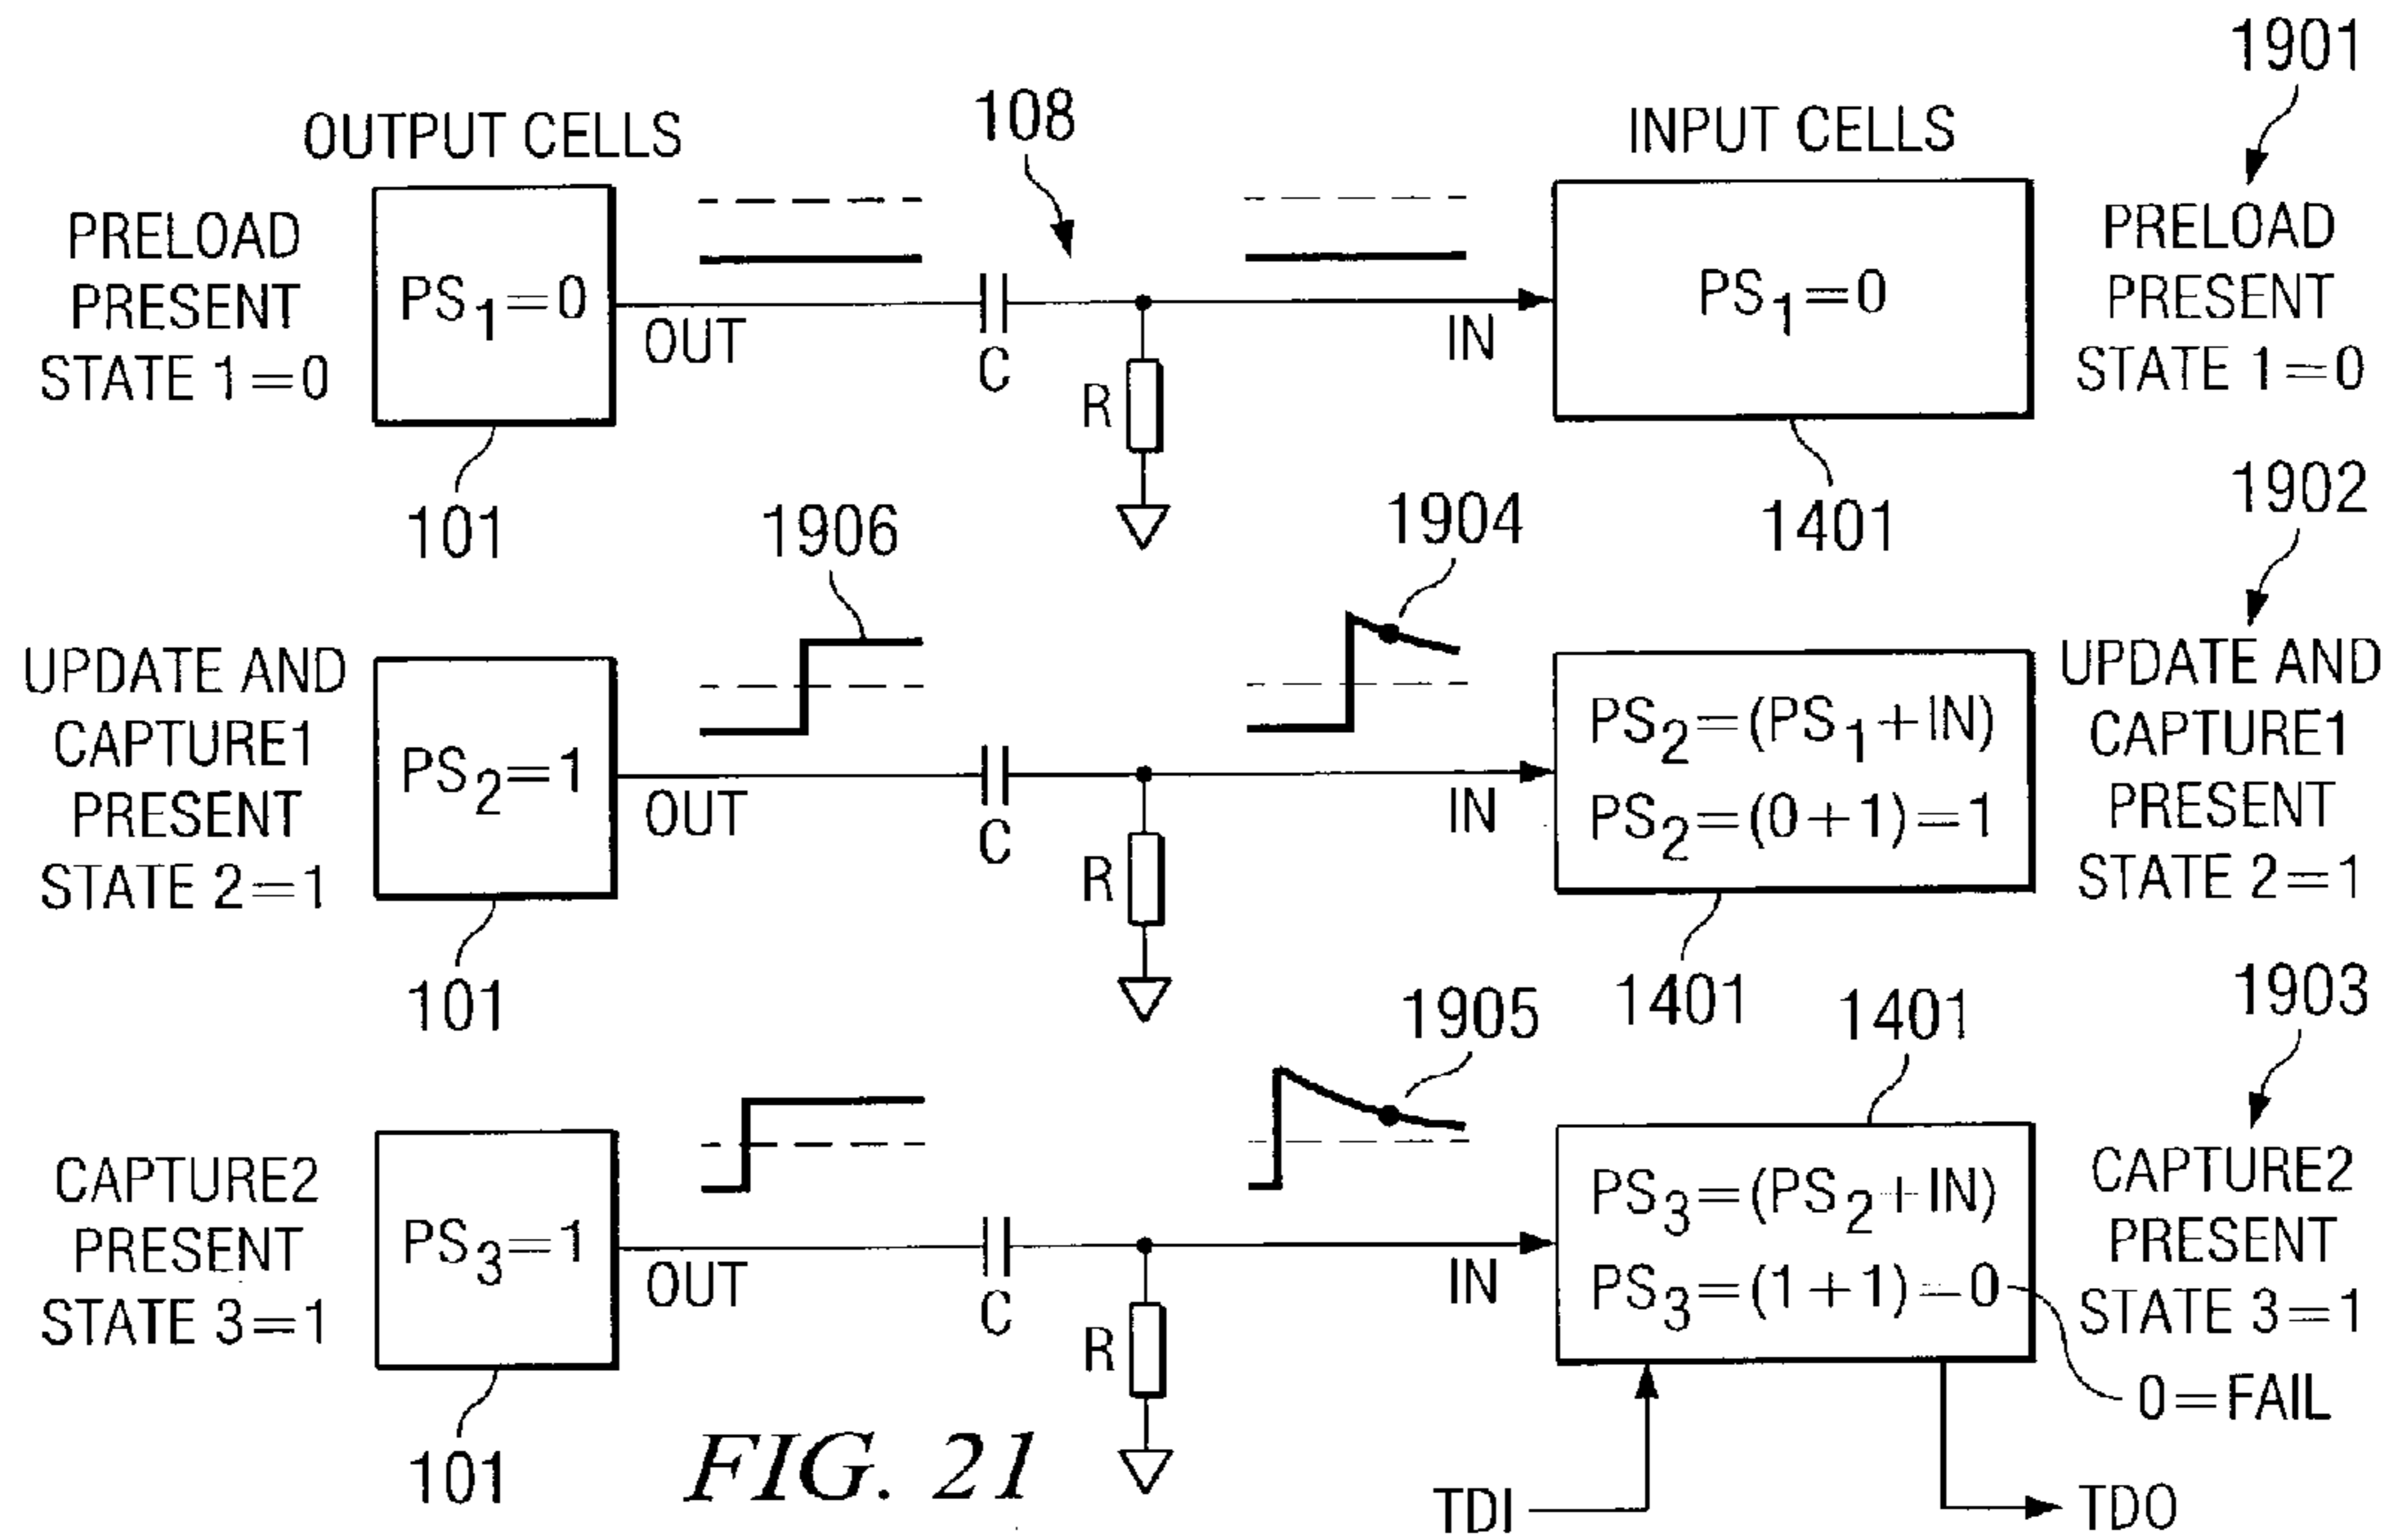 1901
OUTPUT CELLS
108
INPUT CELLS
PRELOAD
PRESENT
STATE 1=0
PS1=0
OUT
C
R
IN
PS1=0
PRELOAD
PRESENT
STATE 1=0
101
1401
1902
1906
1904
UPDATE AND
CAPTURE1
PRESENT
STATE 2=1
PS2=1
OUT
C
R
IN
PS2=(PS1+IN)
PS2=(0+1)=1
UPDATE AND
CAPTURE1
PRESENT
STATE 2=1
101
1401
1401
1903
1905
CAPTURE2
PRESENT
STATE 3=1
PS3=1
OUT
C
R
IN
PS3=(PS2+IN)
PS3=(1+1)=0
CAPTURE2
PRESENT
STATE 3=1
0=FAIL
101
FIG. 21
TDI
TDO